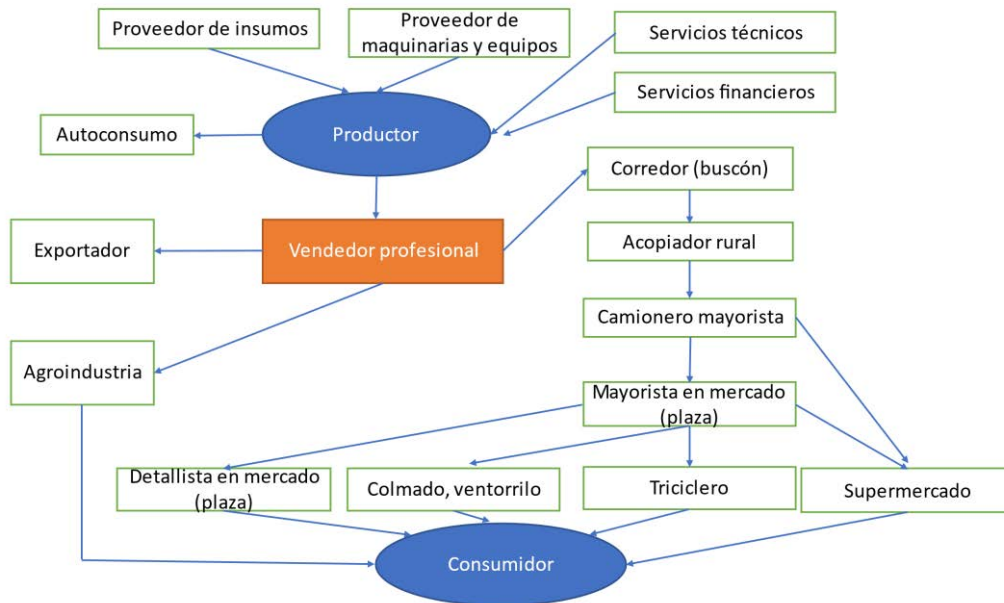 Proveedor de insumos
Proveedor de
maquinarias y equipos
Servicios técnicos
Servicios financieros
Autoconsumo
Productor
Corredor (buscón)
Exportador
Vendedor profesional
Acopiador rural
Camionero mayorista
Agroindustria
Mayorista en mercado
(plaza)
Detallista en mercado
(plaza)
Colmado, ventorrilo
Triciclero
Supermercado
Consumidor